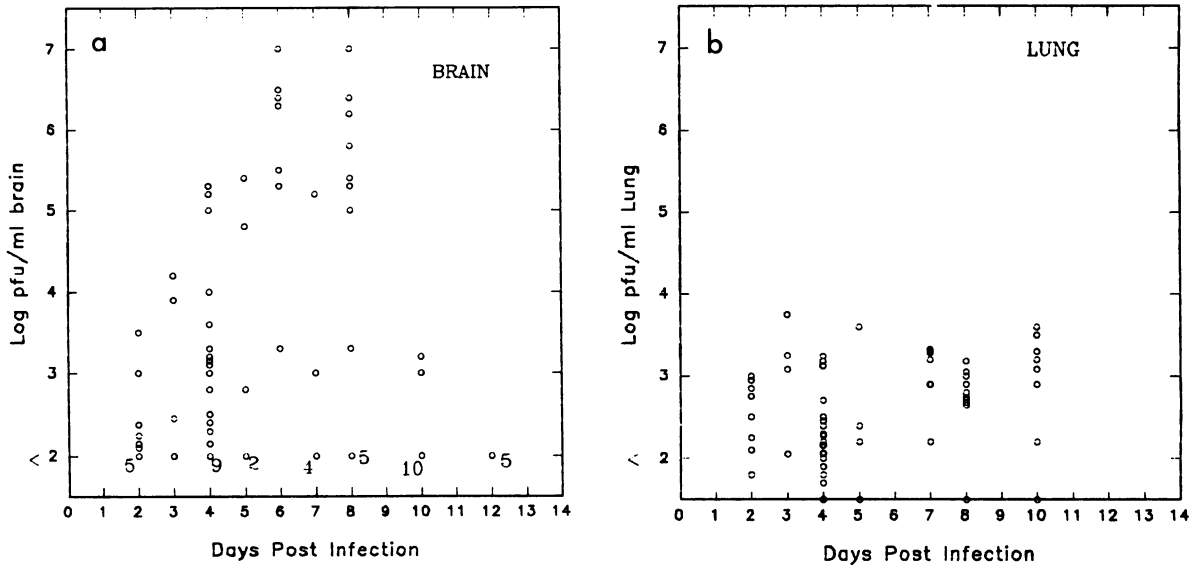 a
BRAIN
7
6
5
4
3
< 2
Log pfu/ml brain
5 9 2 4 5 10 5
0 1 2 3 4 5 6 7 8 9 10 11 12 13 14
Days Post Infection
b
LUNG
7
6
5
4
3
< 2
Log pfu/ml Lung
0 1 2 3 4 5 6 7 8 9 10 11 12 13 14
Days Post Infection